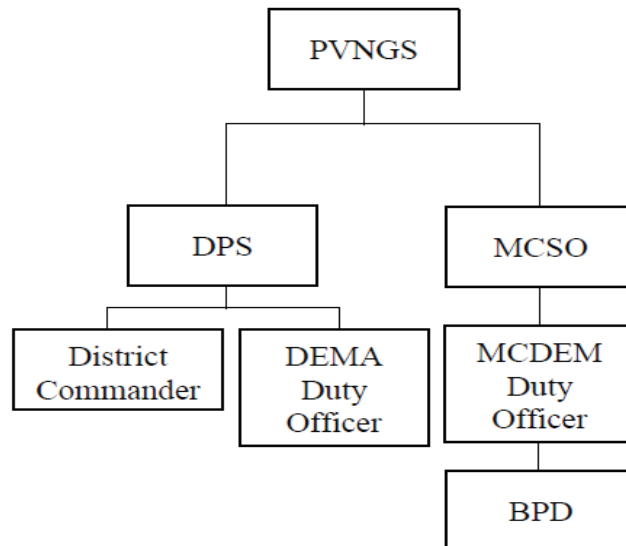 PVNGS
DPS
MCSO
District
Commander
DEMA
Duty
Officer
MCDEM
Duty
Officer
BPD